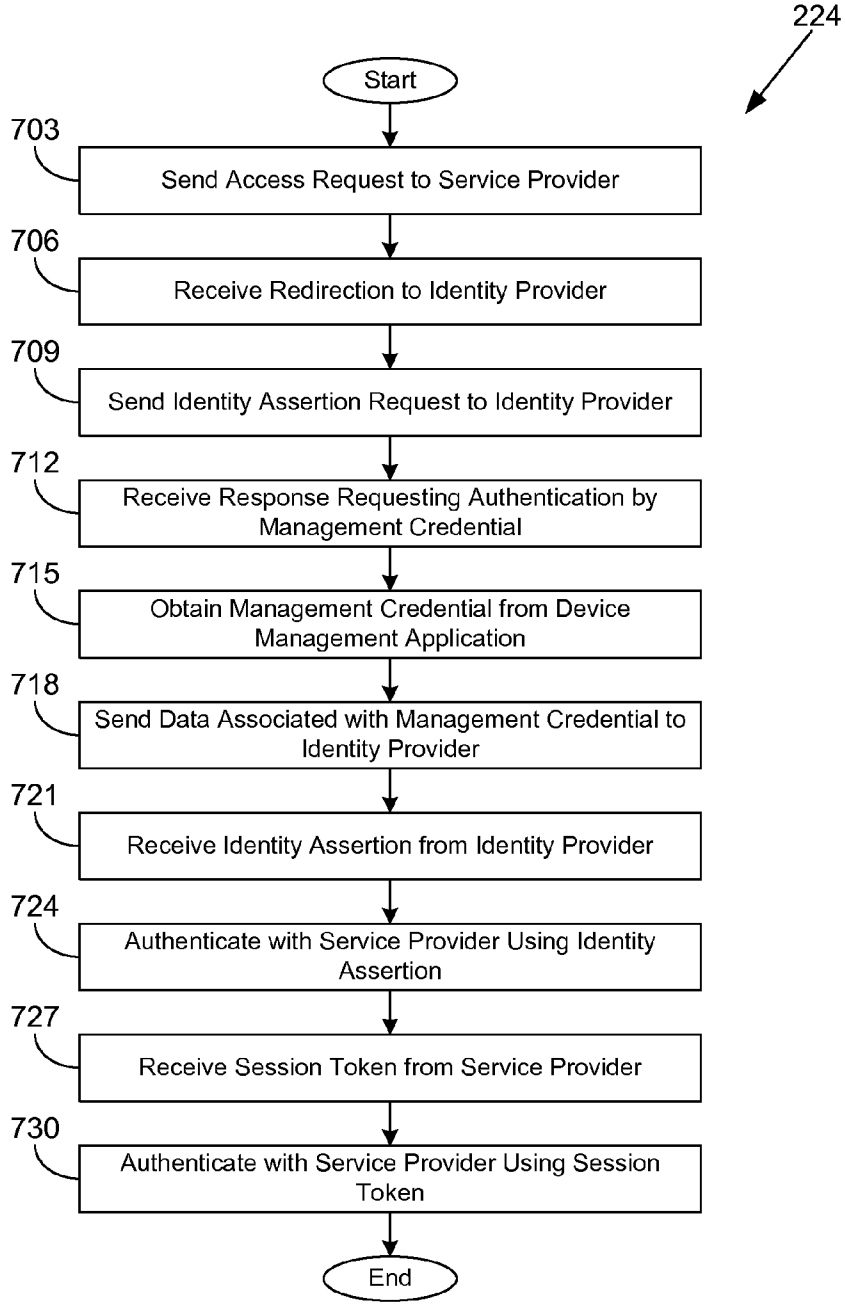 224
Start
703
Send Access Request to Service Provider
706
Receive Redirection to Identity Provider
709
Send Identity Assertion Request to Identity Provider
712
Receive Response Requesting Authentication by
Management Credential
715
Obtain Management Credential from Device
Management Application
718
Send Data Associated with Management Credential to
Identity Provider
721
Receive Identity Assertion from Identity Provider
724
Authenticate with Service Provider Using Identity
Assertion
727
Receive Session Token from Service Provider
730
Authenticate with Service Provider Using Session
Token
End